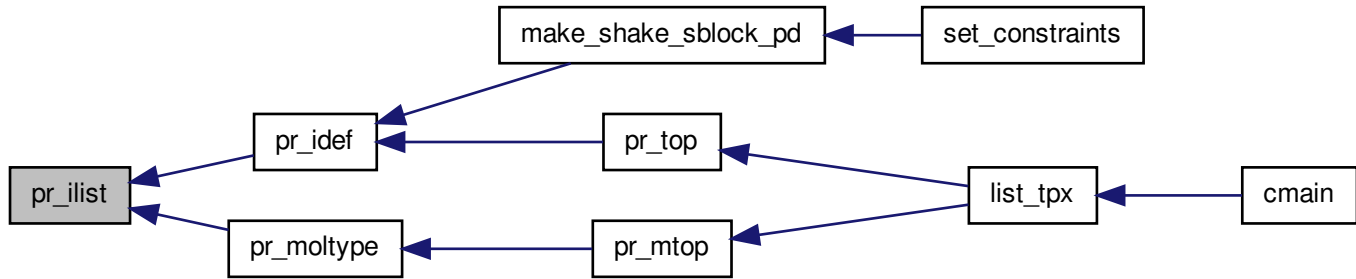 make_shake_sblock_pd
set_constraints
pr_idef
pr_top
pr_ilist
list_tpx
cmain
pr_moltype
pr_mtop